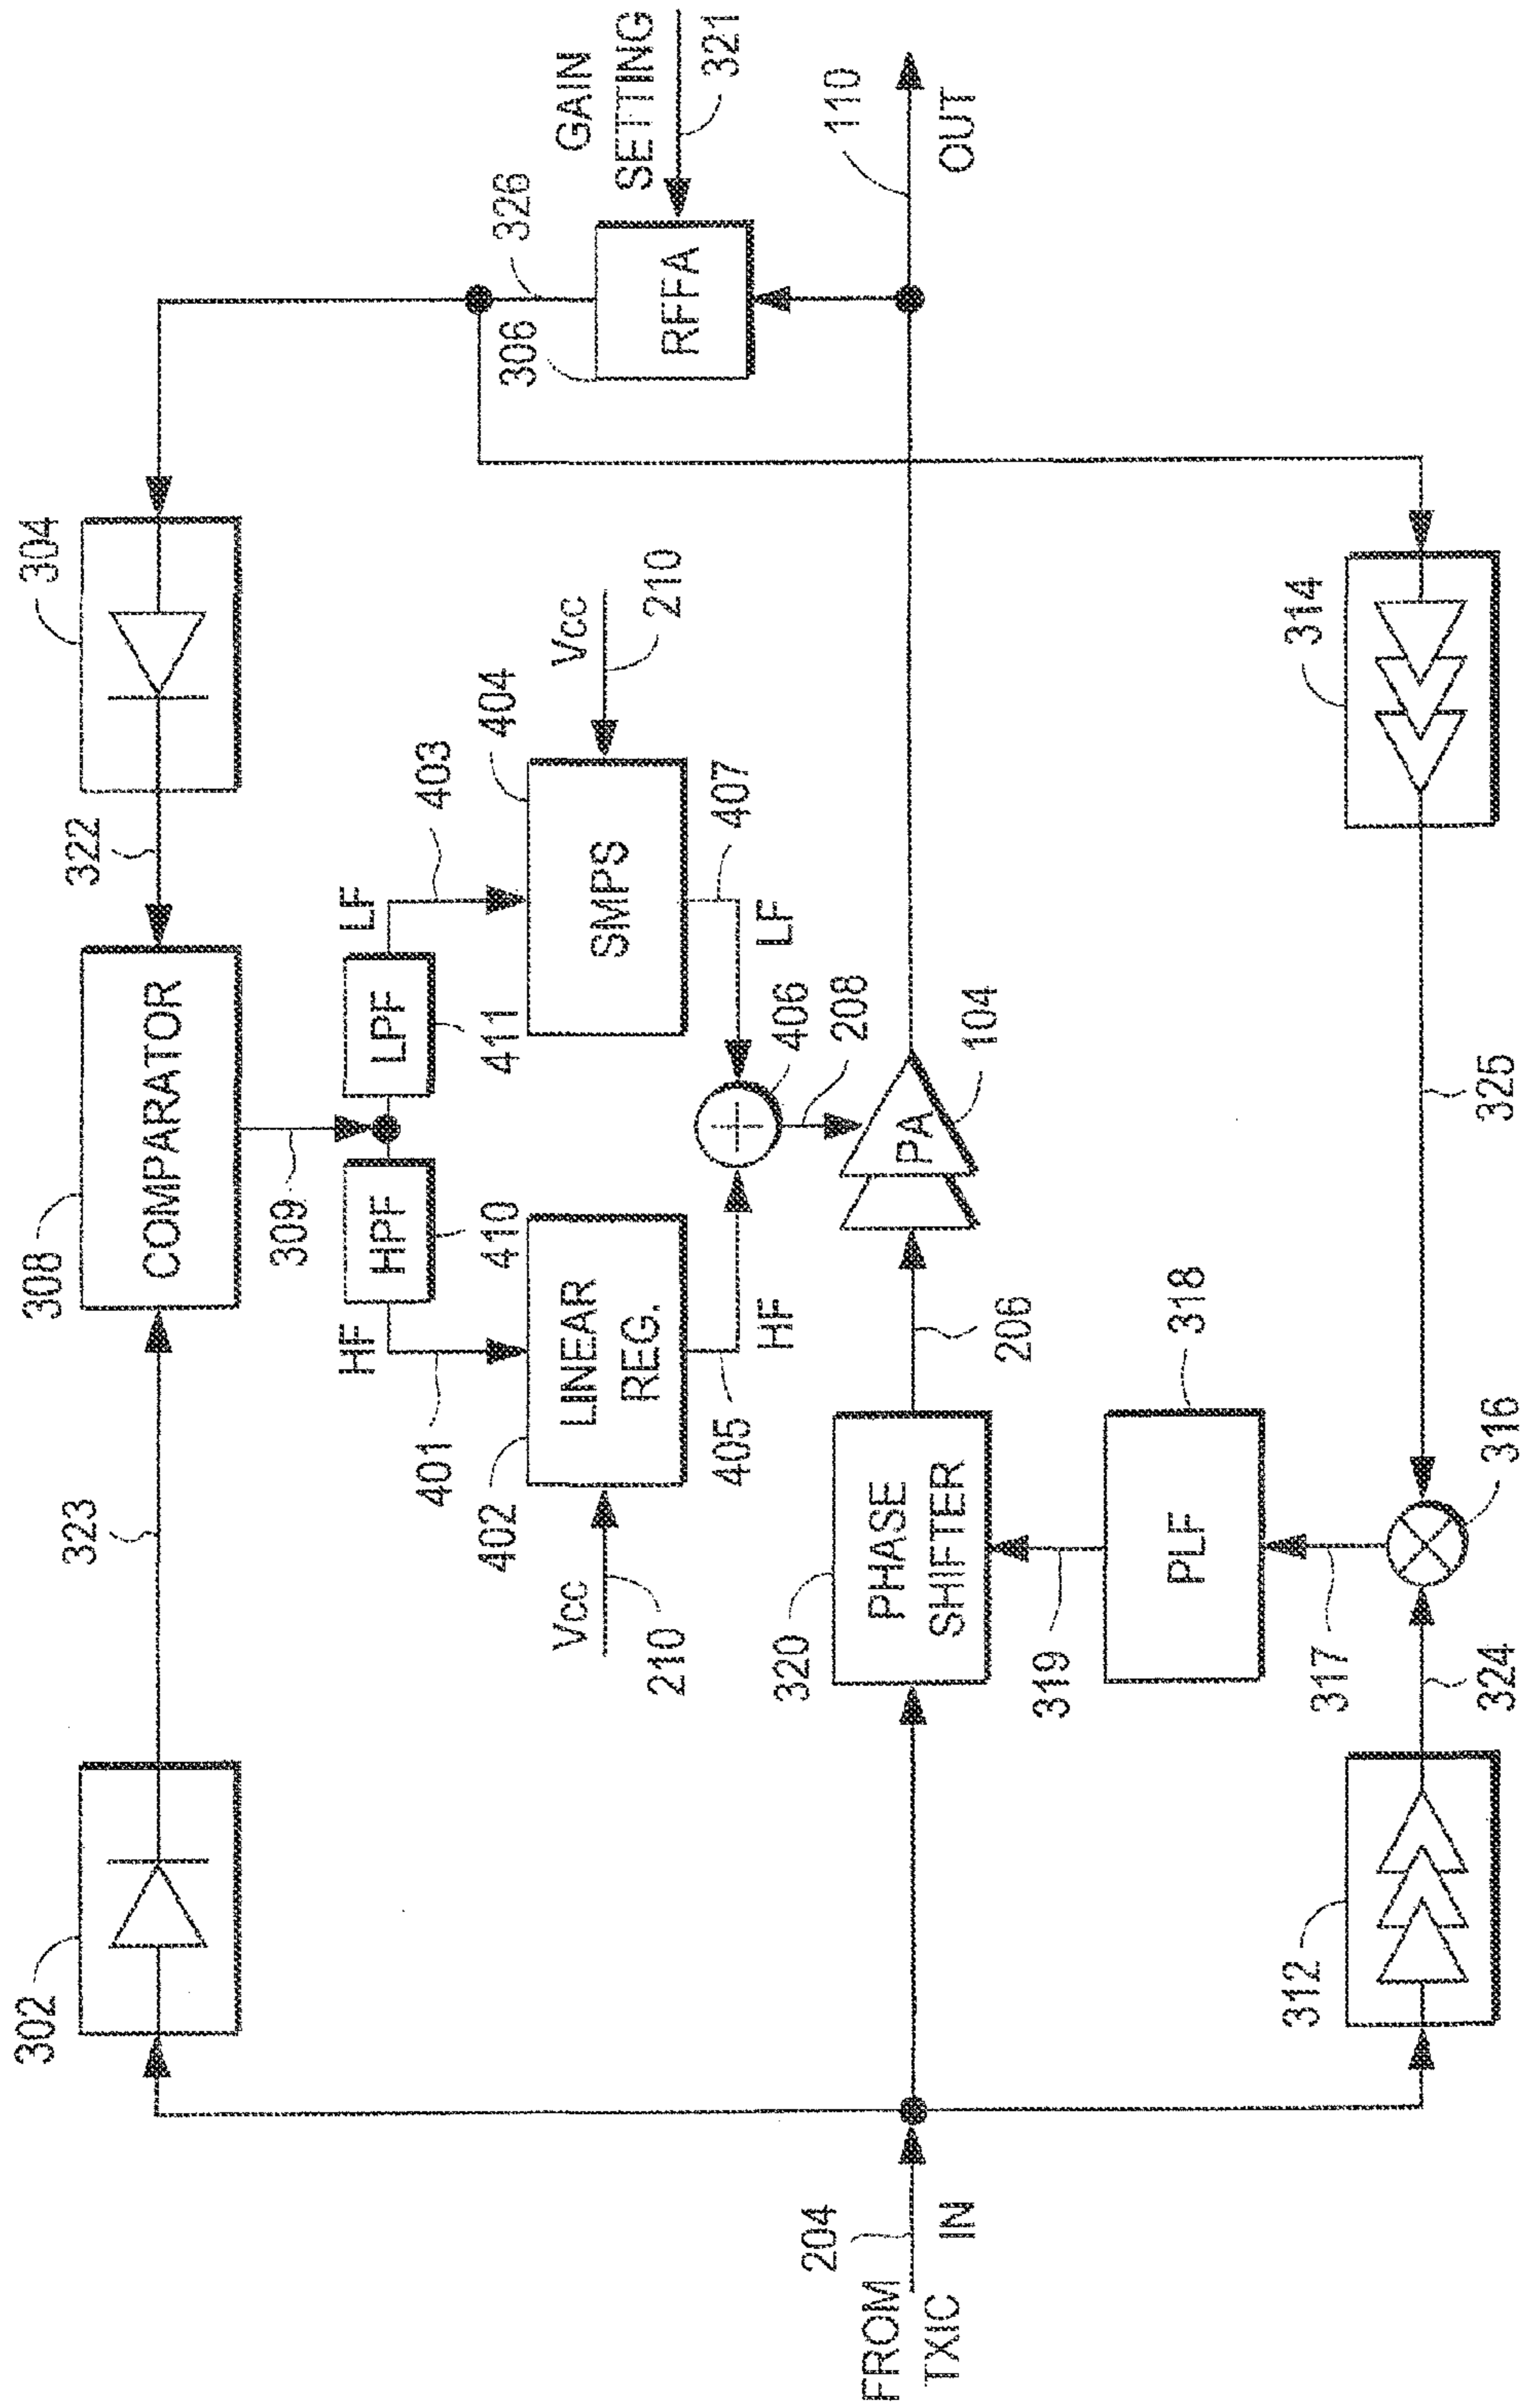 302
323
308
COMPARATOR
322
304
309
HF
HPF
410
LPF
411
LF
401
403
402
LINEAR
REG.
Vcc
210
404
SMPS
Vcc
210
405
HF
407
LF
406
208
306
RFFA
326
GAIN
SETTING
321
FROM
TXIC
204
IN
320
PHASE
SHIFTER
206
PA
104
110
OUT
319
PLF
318
317
312
324
316
325
314